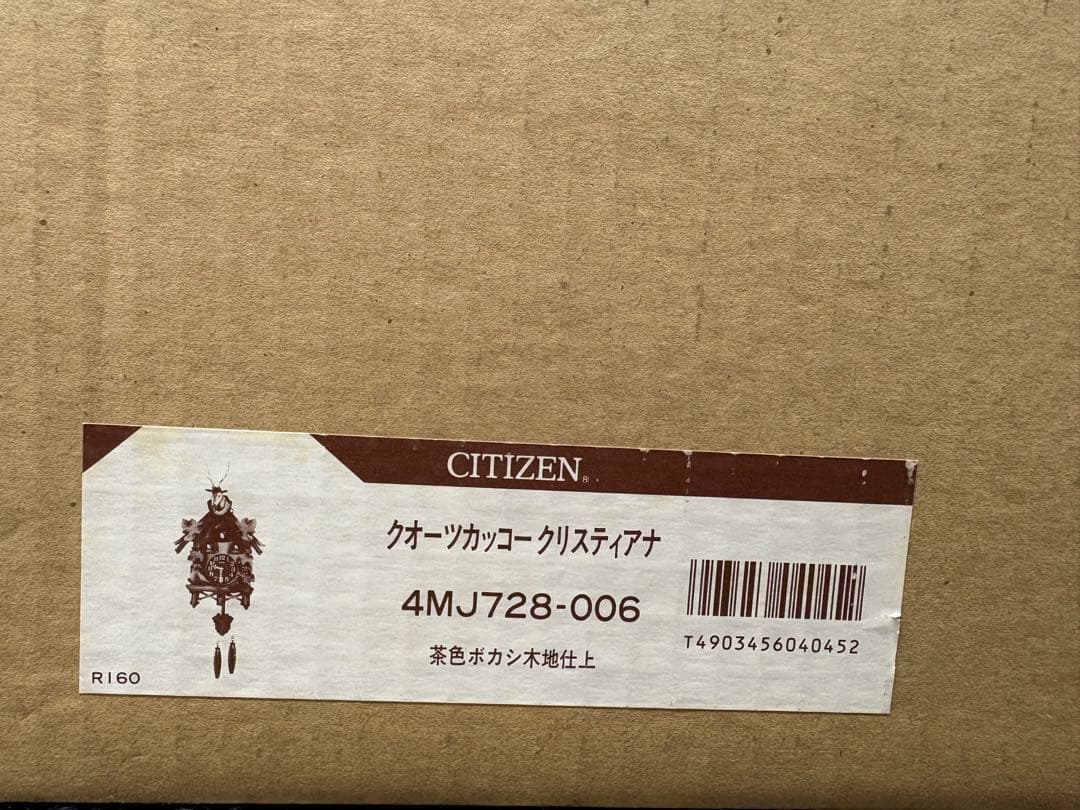 CITIZEN®
クオーツカッコー クリスティアナ
4MJ728-006
茶色ボカシ木地仕上
T4903456040452
R160